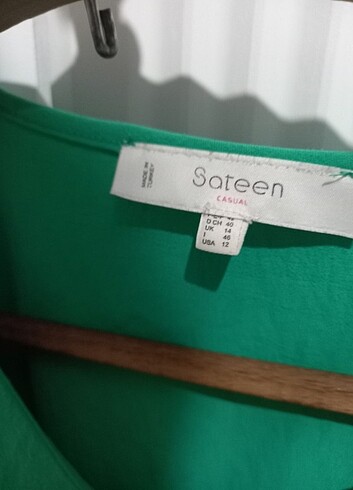 MADE IN
TURKEY
Sateen
CASUAL
D CH 40
UK 14
I 46
USA 12